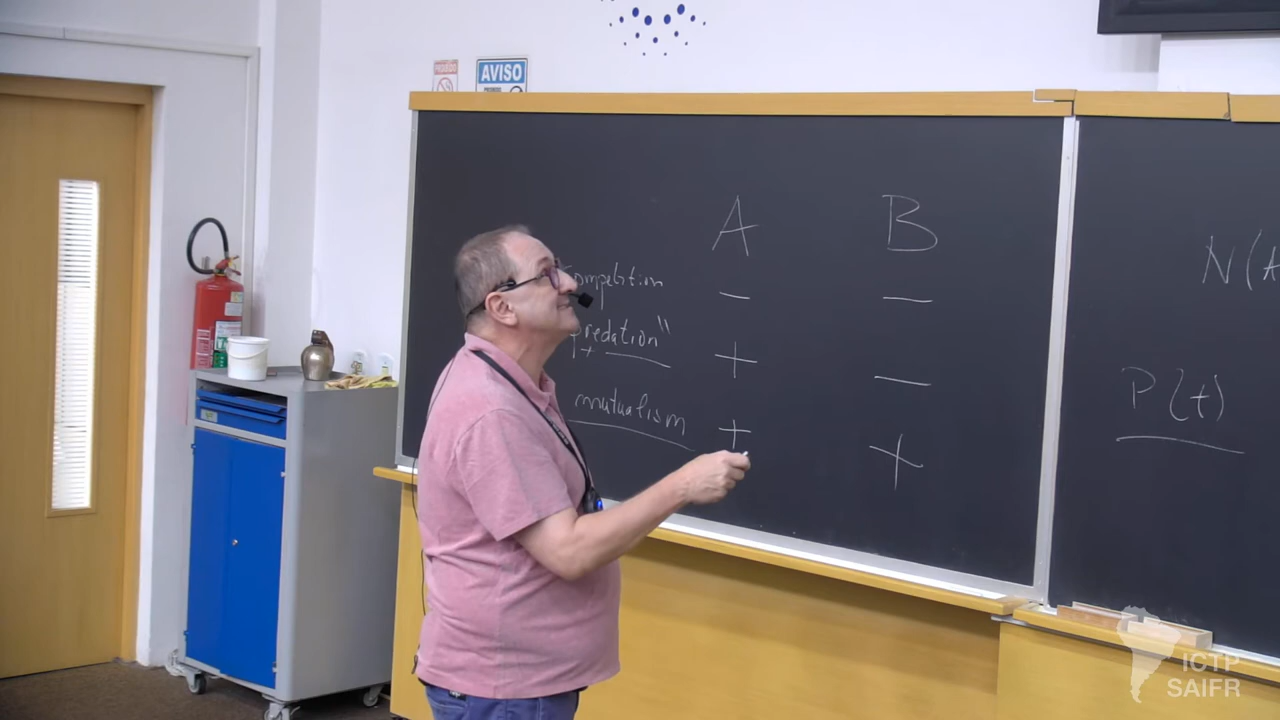 AVISO
A B
Competition − −
predation" + −
mutualism + +
N(A
P(t)
ICTP
SAIFR